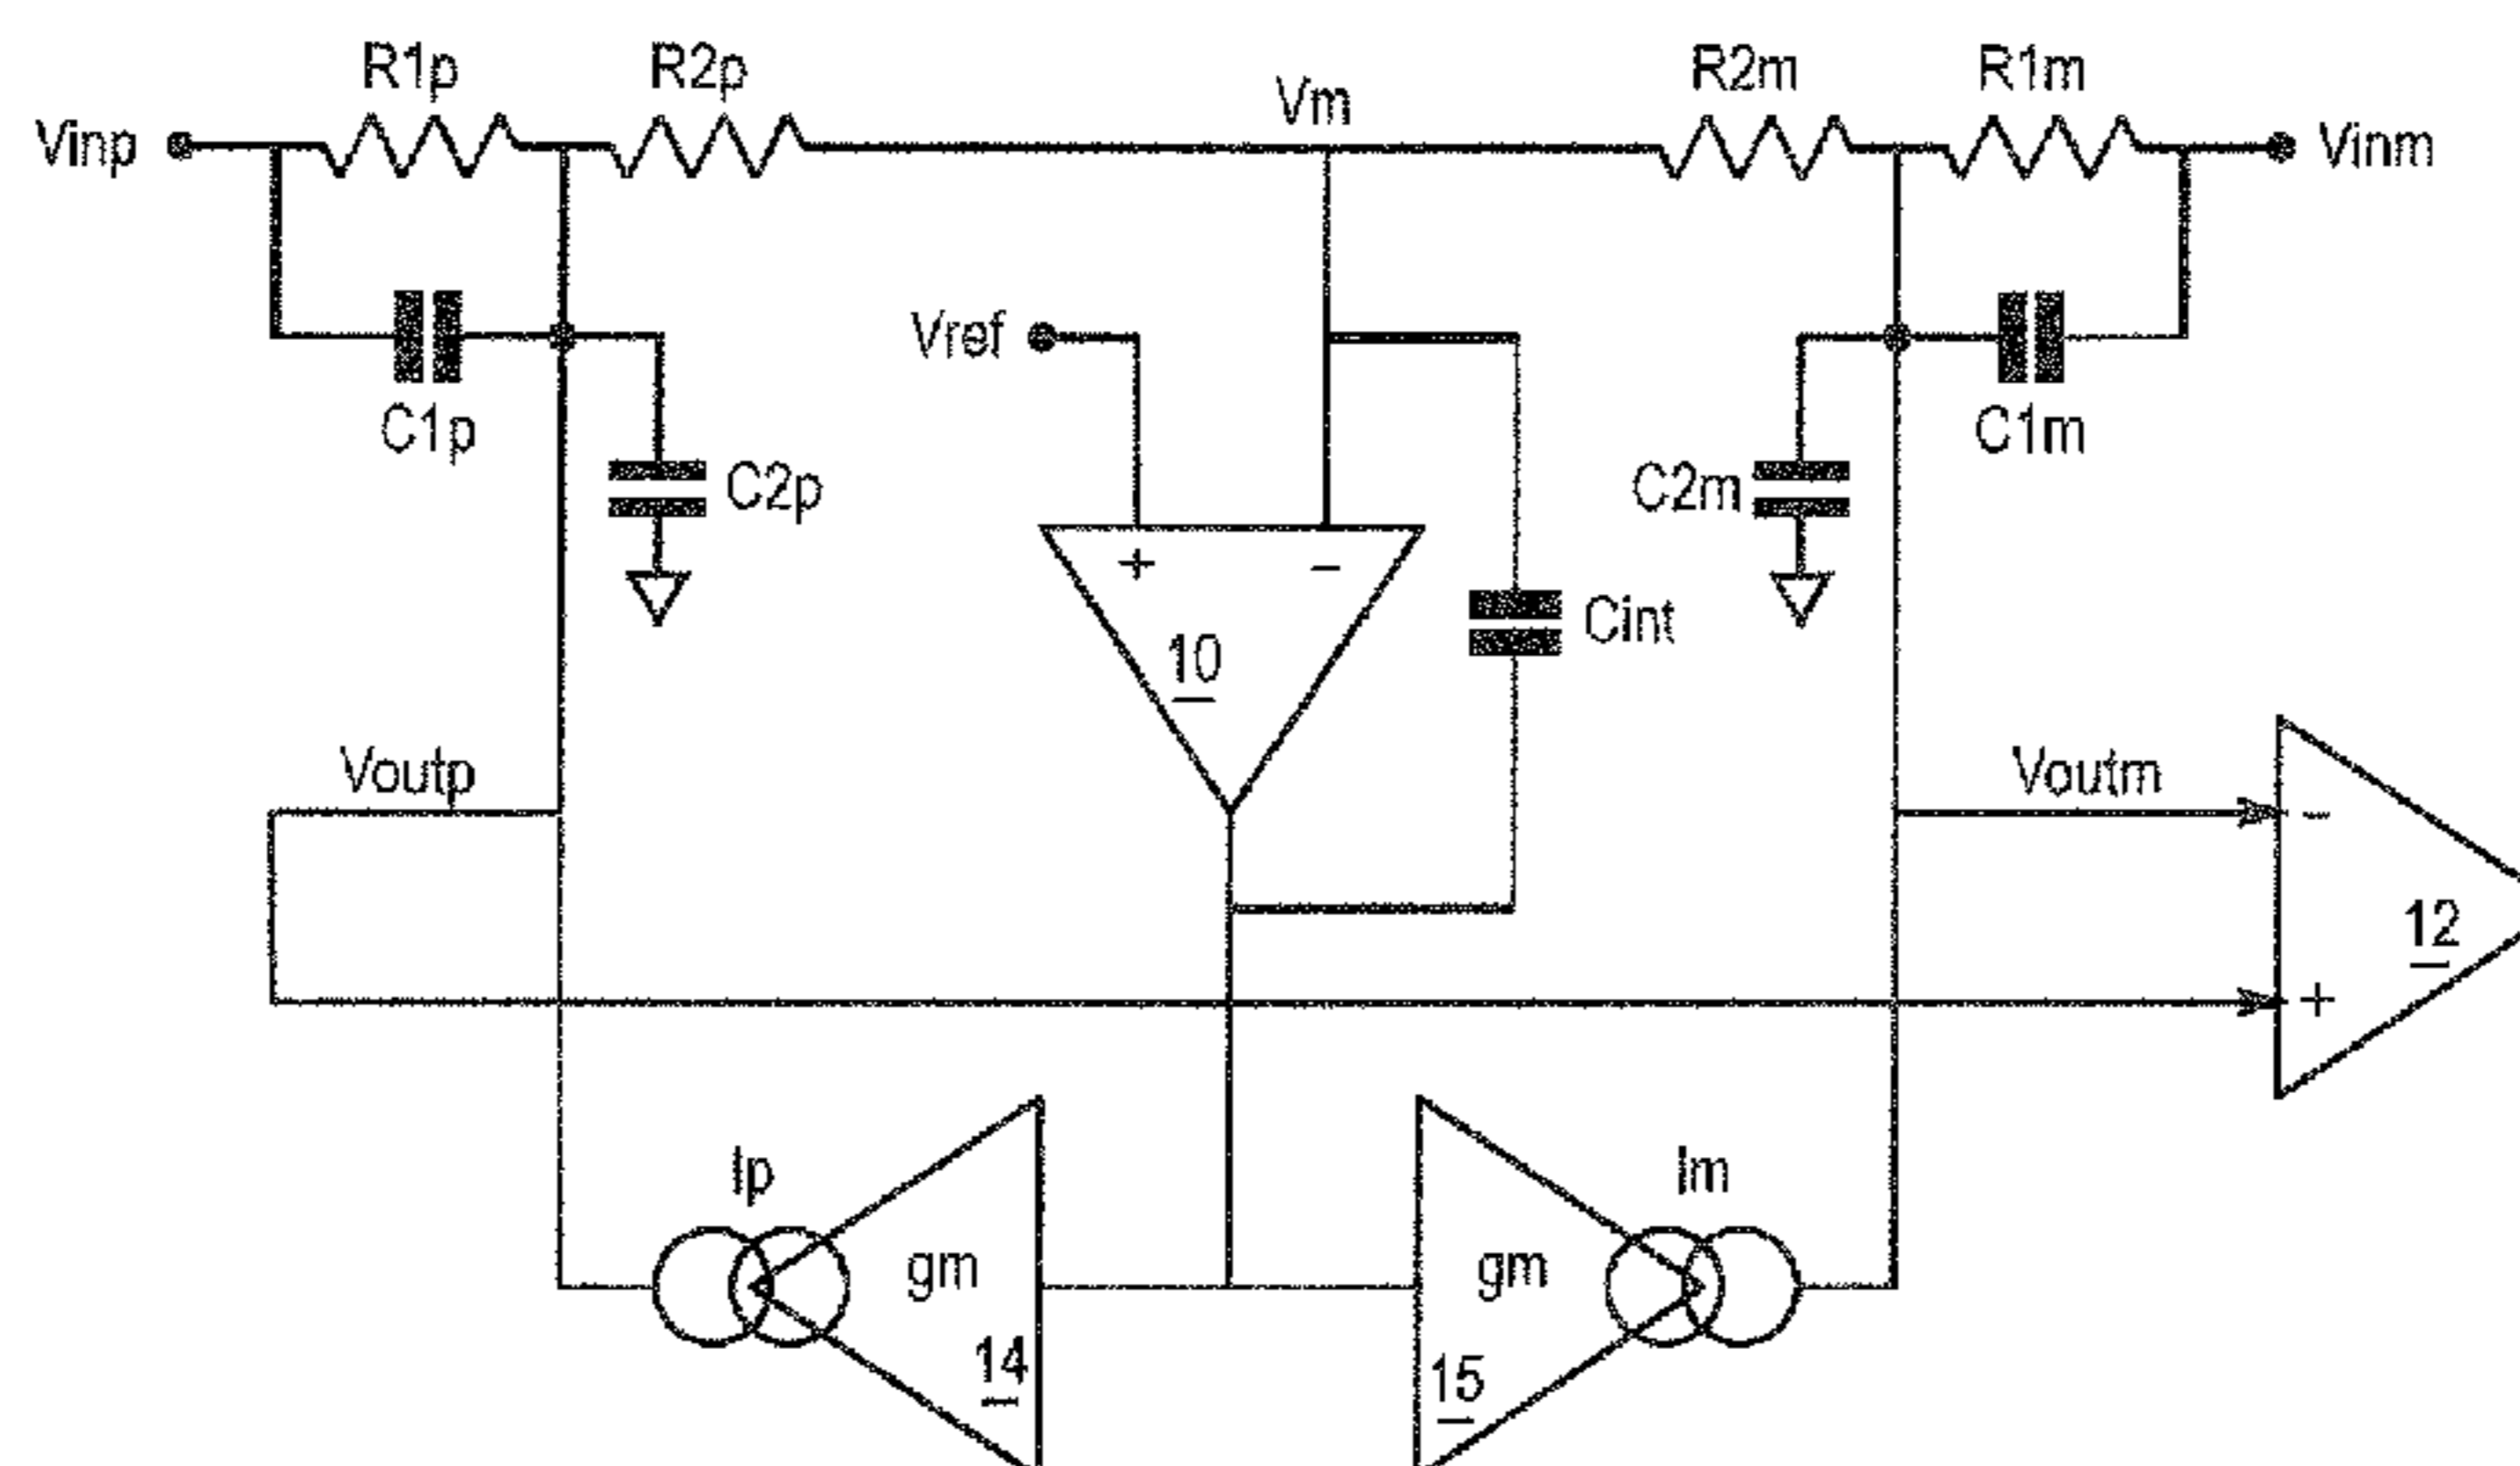 R1p
R2p
Vm
R2m
R1m
Vinp
Vinm
Vref
C1p
C2p
C2m
C1m
+
-
10
Cint
Voutp
Voutm
-
12
+
Ip
Im
gm
gm
14
15